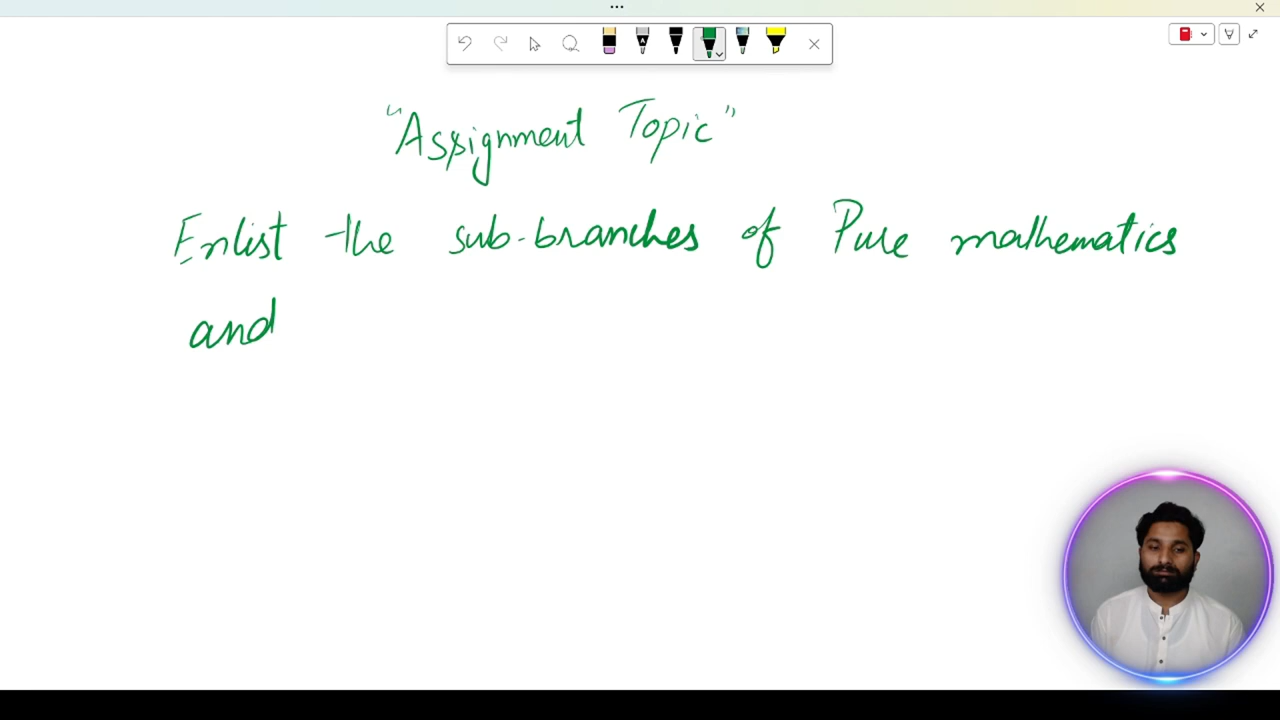 "Assignment Topic"
Enlist the sub-branches of Pure mathematics
and